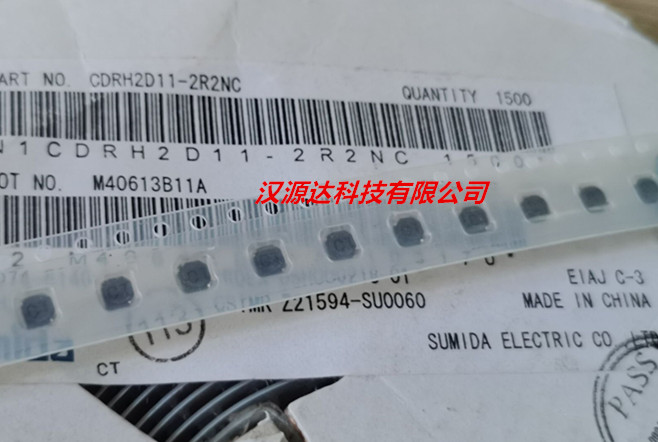 ART NO. CDRH2D11-2R2NC
QUANTITY 1500
N1CDRH2D11-2R2NC
OT NO. M40613B11A
汉源达科技有限公司
Z21594-SU0060
EIAJ C-3
MADE IN CHINA
113
SUMIDA ELECTRIC CO.
CT
PASS